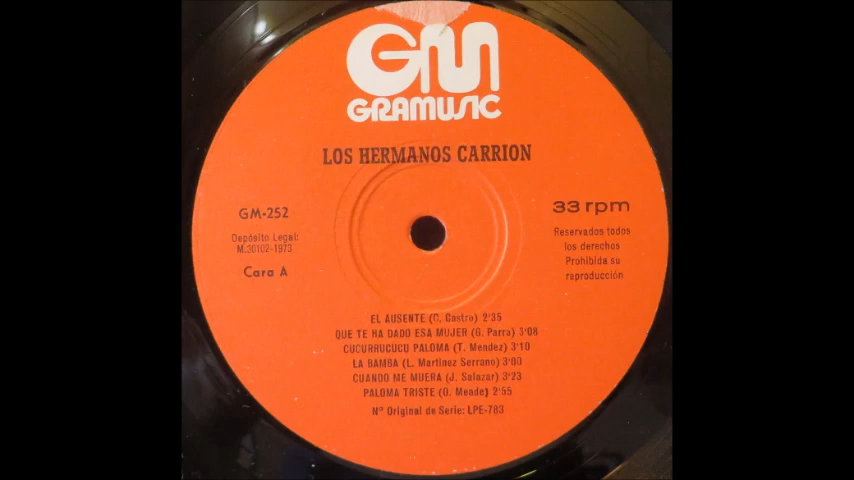 GM
GRAMUSIC
LOS HERMANOS CARRION
GM-252
33 rpm
Depósito Legal:
M.30102-1973
Reservados todos
los derechos
Prohibida su
reproducción
Cara A
EL AUSENTE (C. Castro) 2'35
QUE TE HA DADO ESA MUJER (G. Parra) 3'08
CUCURRUCUCU PALOMA (T. Mendez) 3'10
LA BAMBA (L. Martinez Serrano) 3'00
CUANDO ME MUERA (J. Salazar) 3'23
PALOMA TRISTE (O. Meade) 2'55
Nº Original de Serie: LPE-783